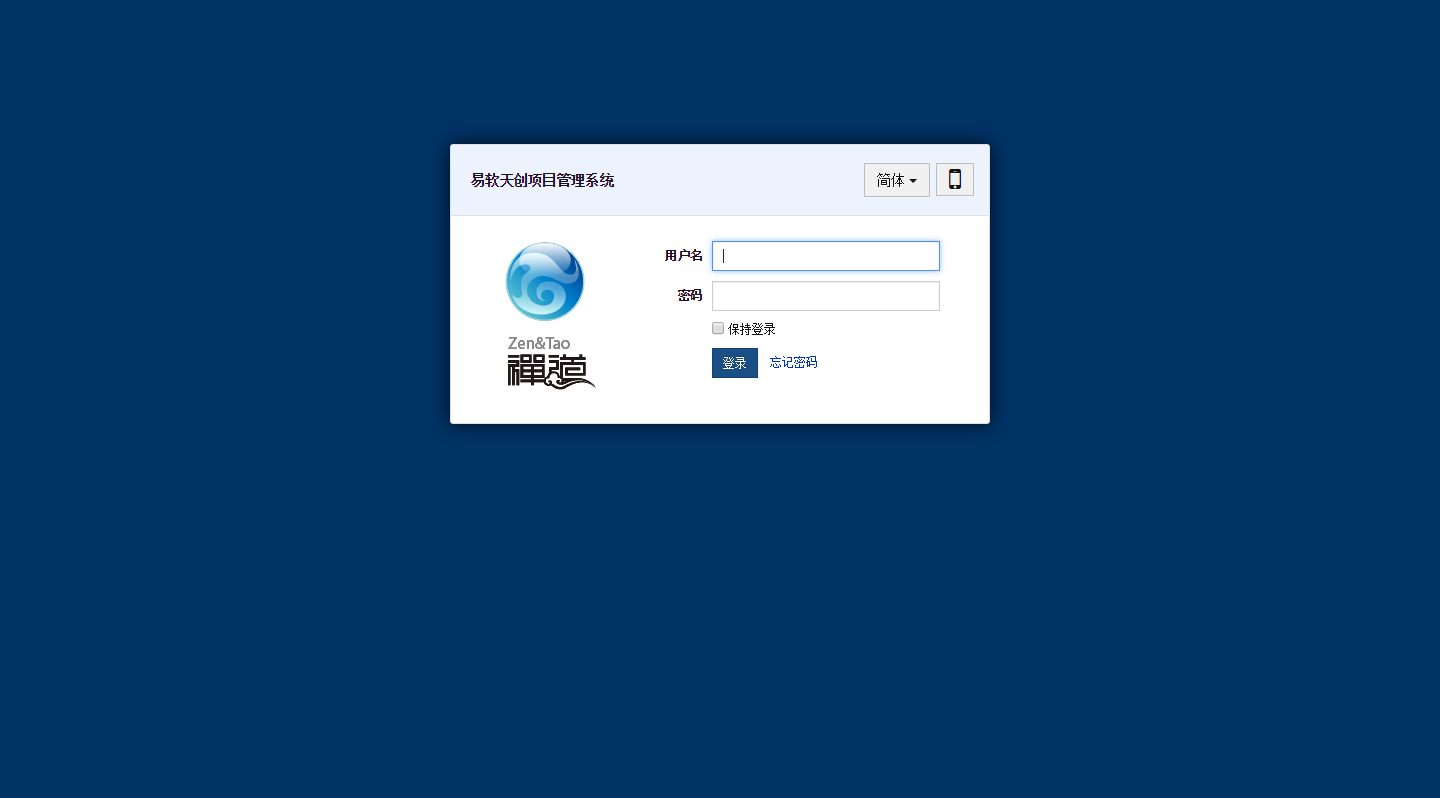 易软天创项目管理系统
简体
用户名
密码
保持登录
登录 忘记密码
Zen&Tao
禪道